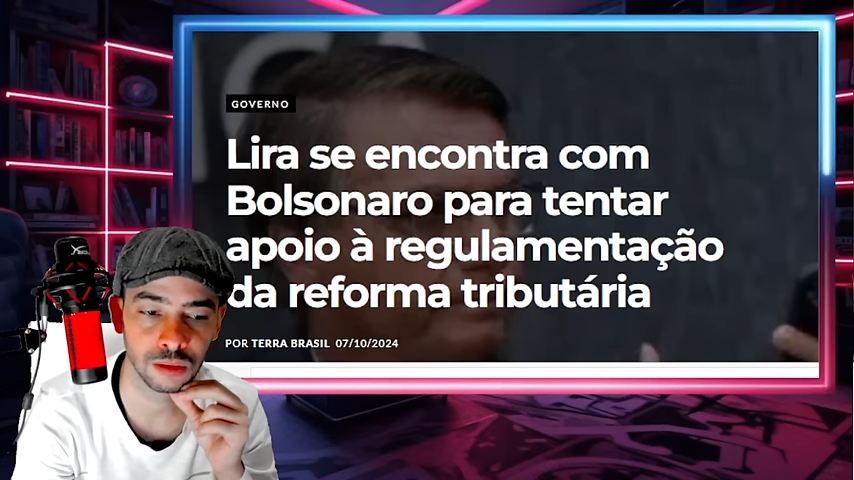 GOVERNO
Lira se encontra com
Bolsonaro para tentar
apoio à regulamentação
da reforma tributária
POR TERRA BRASIL 07/10/2024